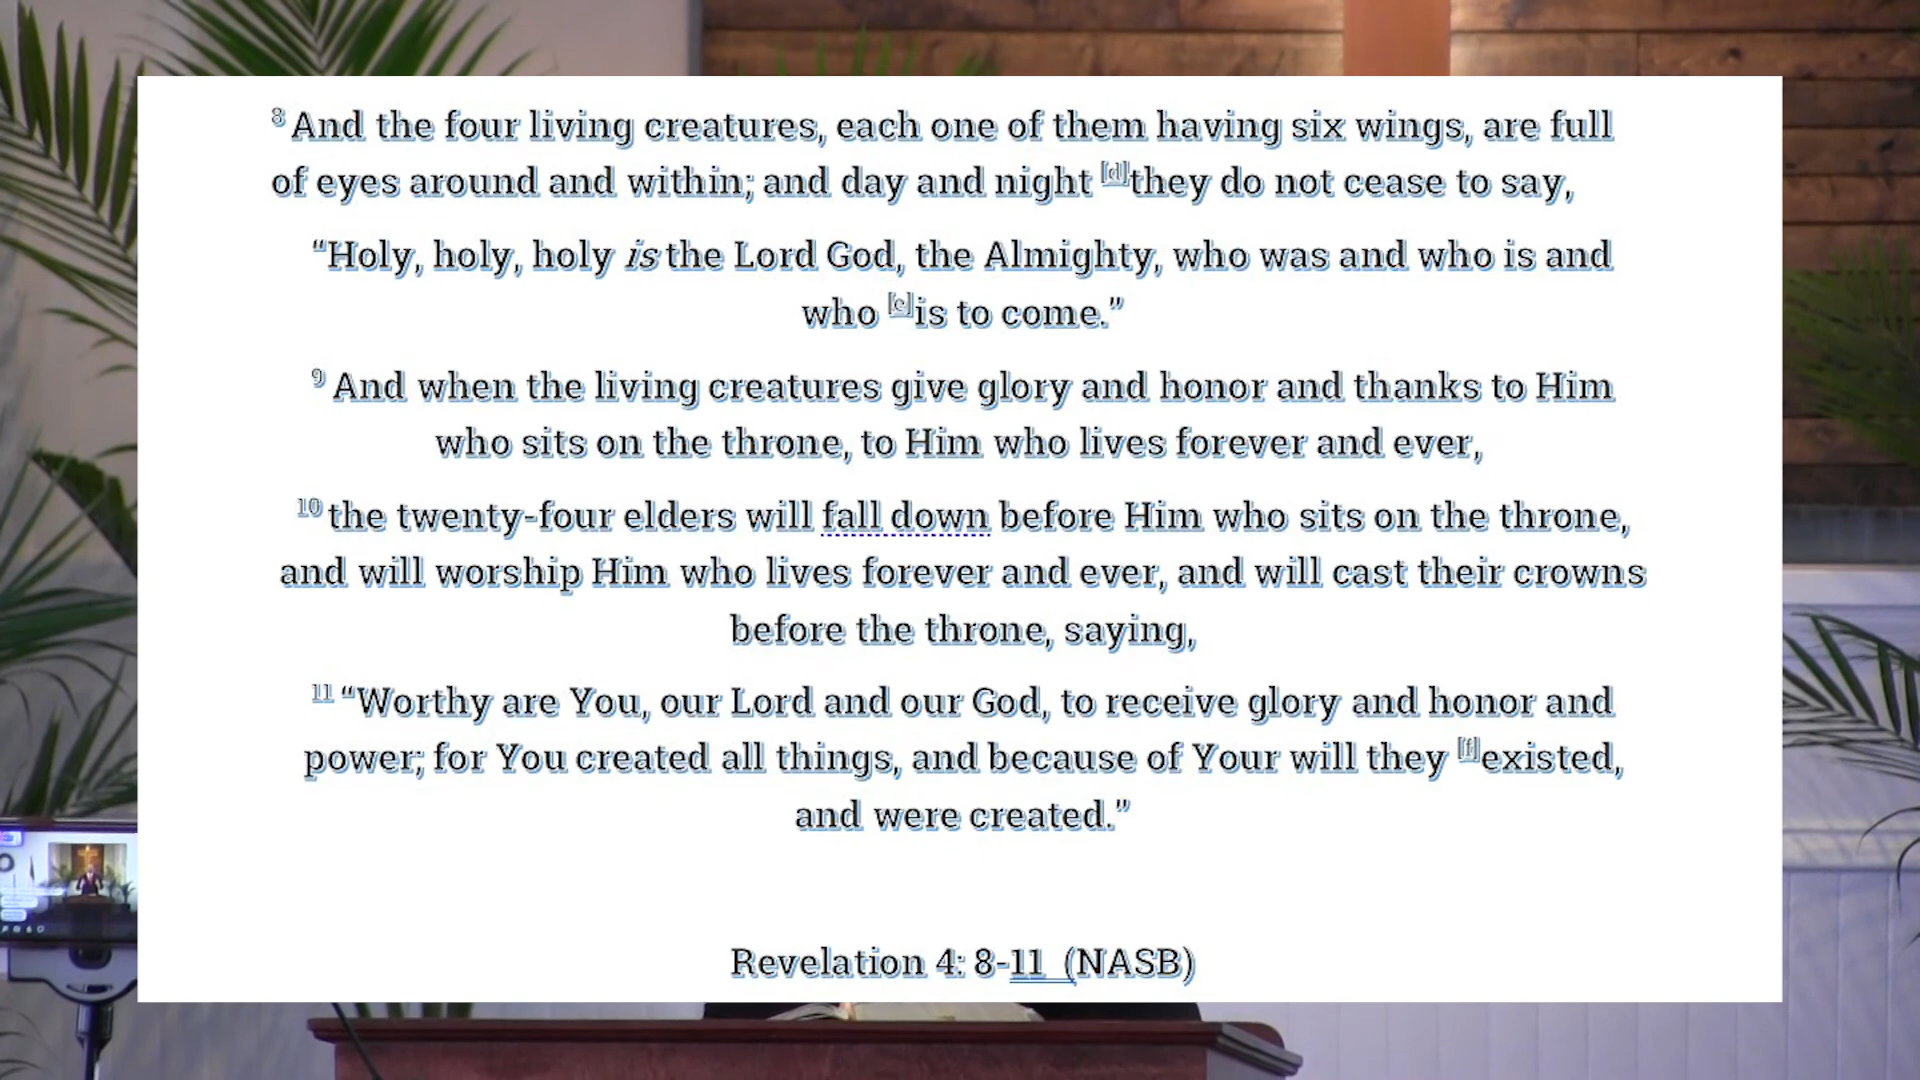 8 And the four living creatures, each one of them having six wings, are full
of eyes around and within; and day and night [d]they do not cease to say,
“Holy, holy, holy is the Lord God, the Almighty, who was and who is and
who [e]is to come.”
9 And when the living creatures give glory and honor and thanks to Him
who sits on the throne, to Him who lives forever and ever,
10 the twenty-four elders will fall down before Him who sits on the throne,
and will worship Him who lives forever and ever, and will cast their crowns
before the throne, saying,
11 “Worthy are You, our Lord and our God, to receive glory and honor and
power; for You created all things, and because of Your will they [f]existed,
and were created.”
Revelation 4: 8-11 (NASB)